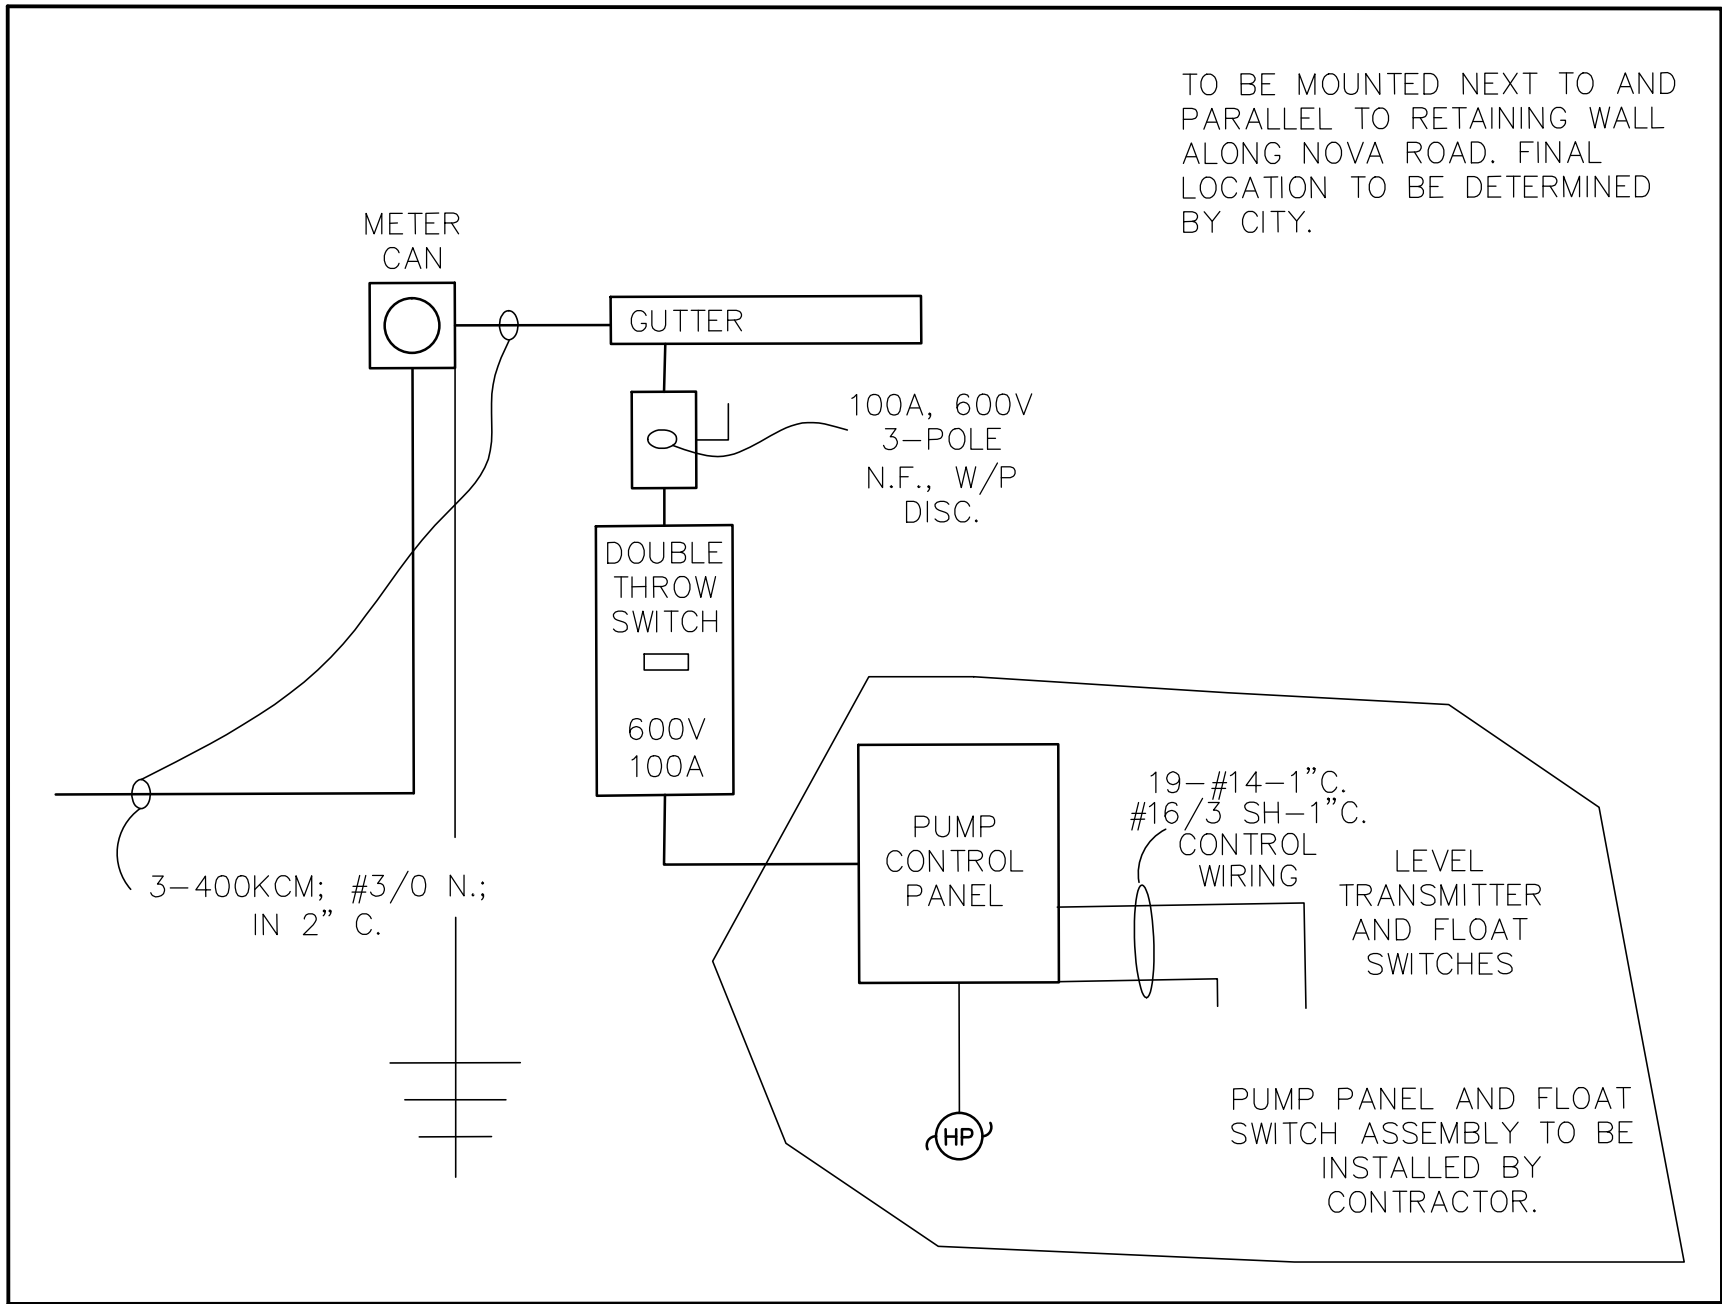 TO BE MOUNTED NEXT TO AND
PARALLEL TO RETAINING WALL
ALONG NOVA ROAD. FINAL
LOCATION TO BE DETERMINED
BY CITY.
METER
CAN
GUTTER
100A, 600V
3-POLE
N.F., W/P
DISC.
DOUBLE
THROW
SWITCH
600V
100A
3-400KCM; #3/0 N.;
IN 2" C.
PUMP
CONTROL
PANEL
19-#14-1"C.
#16/3 SH-1"C.
CONTROL
WIRING
LEVEL
TRANSMITTER
AND FLOAT
SWITCHES
HP
PUMP PANEL AND FLOAT
SWITCH ASSEMBLY TO BE
INSTALLED BY
CONTRACTOR.